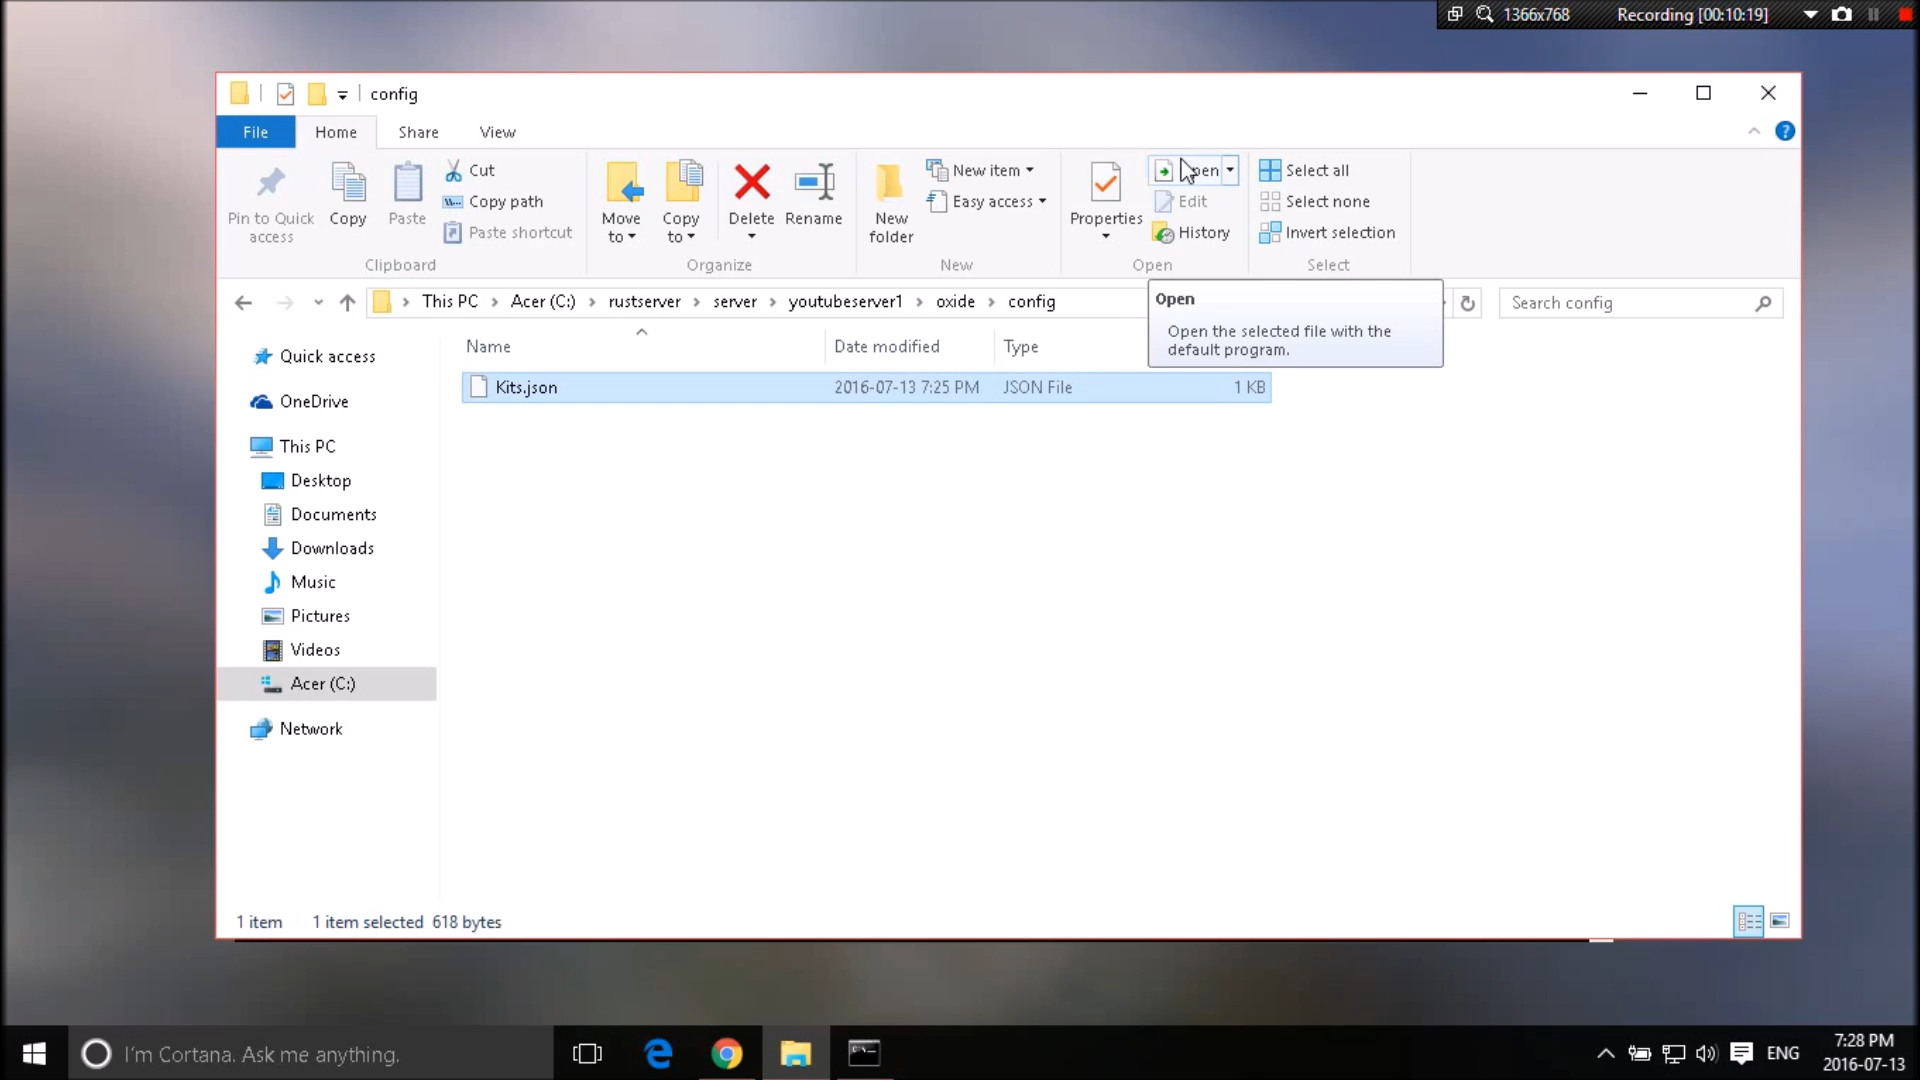 1366x768 Recording [00:10:19]
config
File Home Share View
Pin to Quick access
Copy
Paste
Cut
Copy path
Paste shortcut
Clipboard
Move to
Copy to
Delete
Rename
Organize
New folder
New item
Easy access
New
Properties
Edit
History
Open
Select all
Select none
Invert selection
Select
This PC > Acer (C:) > rustserver > server > youtubeserver1 > oxide > config
Search config
Open
Open the selected file with the
default program.
Name Date modified Type
Kits.json 2016-07-13 7:25 PM JSON File 1 KB
Quick access
OneDrive
This PC
Desktop
Documents
Downloads
Music
Pictures
Videos
Acer (C:)
Network
1 item 1 item selected 618 bytes
I'm Cortana. Ask me anything.
ENG
7:28 PM
2016-07-13